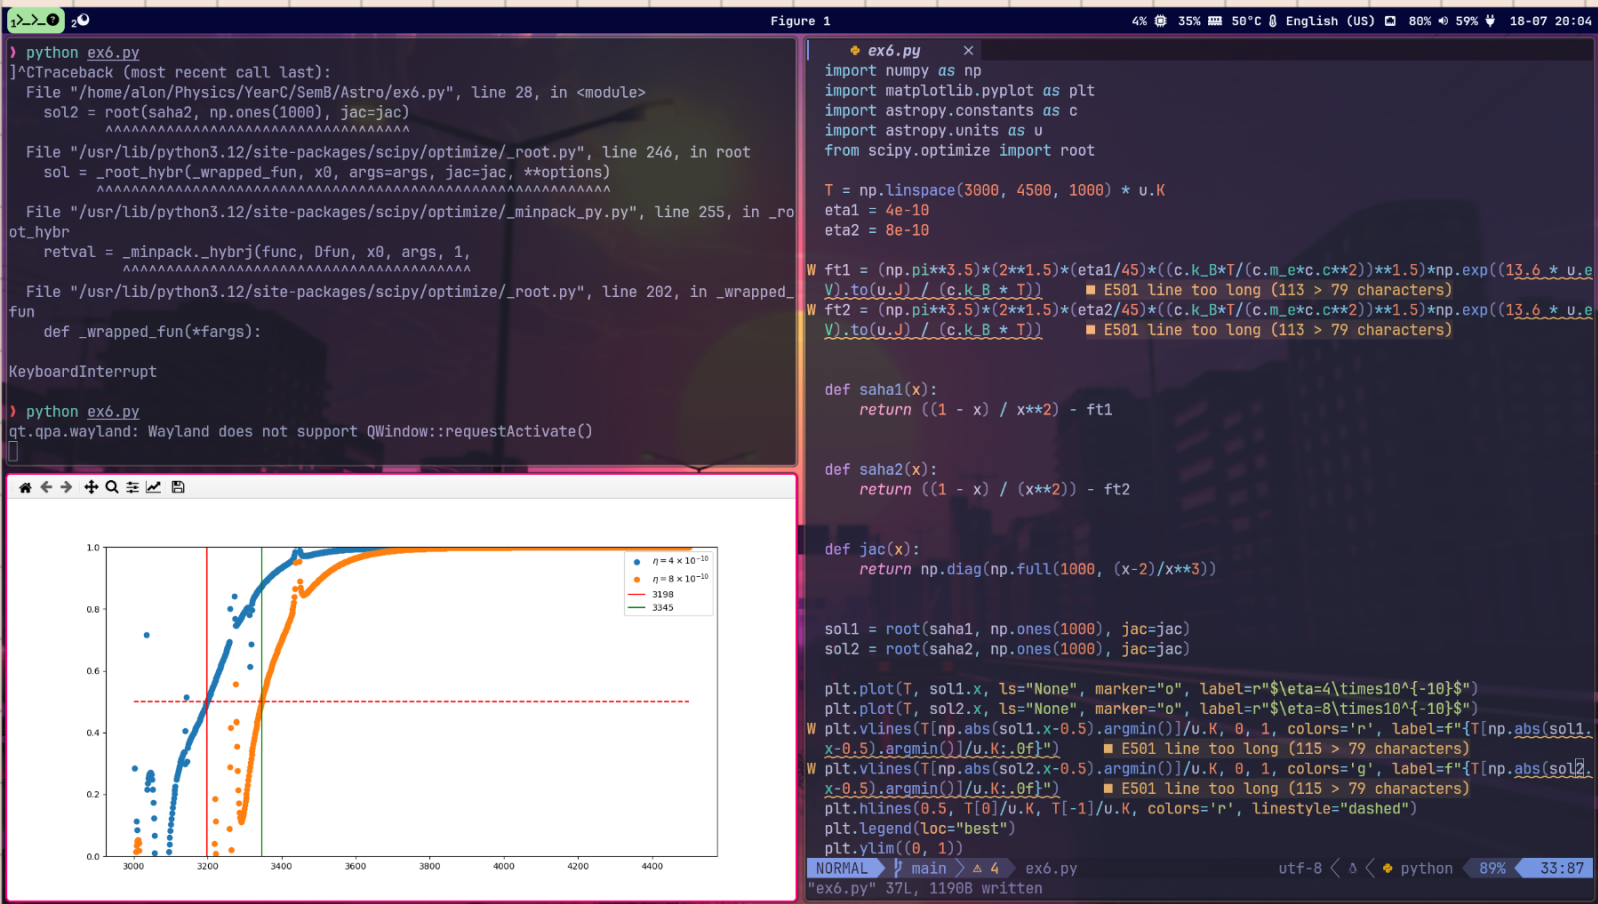 1>_>_? 2
Figure 1
4% 35% 50°C English (US) 80% 59% 18-07 20:04
❯ python ex6.py
]^CTraceback (most recent call last):
  File "/home/alon/Physics/YearC/SemB/Astro/ex6.py", line 28, in <module>
    sol2 = root(saha2, np.ones(1000), jac=jac)
           ^^^^^^^^^^^^^^^^^^^^^^^^^^^^^^^^^^^
  File "/usr/lib/python3.12/site-packages/scipy/optimize/_root.py", line 246, in root
    sol = _root_hybr(_wrapped_fun, x0, args=args, jac=jac, **options)
          ^^^^^^^^^^^^^^^^^^^^^^^^^^^^^^^^^^^^^^^^^^^^^^^^^^^^^^^^^^^
  File "/usr/lib/python3.12/site-packages/scipy/optimize/_minpack_py.py", line 255, in _ro
ot_hybr
    retval = _minpack._hybrj(func, Dfun, x0, args, 1,
             ^^^^^^^^^^^^^^^^^^^^^^^^^^^^^^^^^^^^^^^^
  File "/usr/lib/python3.12/site-packages/scipy/optimize/_root.py", line 202, in _wrapped_
fun
    def _wrapped_fun(*fargs):
KeyboardInterrupt
❯ python ex6.py
qt.qpa.wayland: Wayland does not support QWindow::requestActivate()
1.0
0.8
0.6
0.4
0.2
0.0
3000 3200 3400 3600 3800 4000 4200 4400
η = 4 × 10⁻¹⁰
η = 8 × 10⁻¹⁰
3198
3345
ex6.py ×
import numpy as np
import matplotlib.pyplot as plt
import astropy.constants as c
import astropy.units as u
from scipy.optimize import root
T = np.linspace(3000, 4500, 1000) * u.K
eta1 = 4e-10
eta2 = 8e-10
W ft1 = (np.pi**3.5)*(2**1.5)*(eta1/45)*((c.k_B*T/(c.m_e*c.c**2))**1.5)*np.exp((13.6 * u.e
V).to(u.J) / (c.k_B * T)) ■ E501 line too long (113 > 79 characters)
W ft2 = (np.pi**3.5)*(2**1.5)*(eta2/45)*((c.k_B*T/(c.m_e*c.c**2))**1.5)*np.exp((13.6 * u.e
V).to(u.J) / (c.k_B * T)) ■ E501 line too long (113 > 79 characters)
def saha1(x):
    return ((1 - x) / x**2) - ft1
def saha2(x):
    return ((1 - x) / (x**2)) - ft2
def jac(x):
    return np.diag(np.full(1000, (x-2)/x**3))
sol1 = root(saha1, np.ones(1000), jac=jac)
sol2 = root(saha2, np.ones(1000), jac=jac)
plt.plot(T, sol1.x, ls="None", marker="o", label=r"$\eta=4\times10^{-10}$")
plt.plot(T, sol2.x, ls="None", marker="o", label=r"$\eta=8\times10^{-10}$")
W plt.vlines(T[np.abs(sol1.x-0.5).argmin()]/u.K, 0, 1, colors='r', label=f"{T[np.abs(sol1.
x-0.5).argmin()]/u.K:.0f}") ■ E501 line too long (115 > 79 characters)
W plt.vlines(T[np.abs(sol2.x-0.5).argmin()]/u.K, 0, 1, colors='g', label=f"{T[np.abs(sol2.
x-0.5).argmin()]/u.K:.0f}") ■ E501 line too long (115 > 79 characters)
plt.hlines(0.5, T[0]/u.K, T[-1]/u.K, colors='r', linestyle="dashed")
plt.legend(loc="best")
plt.ylim((0, 1))
NORMAL main ⚠ 4 ex6.py utf-8 python 89% 33:87
"ex6.py" 37L, 1190B written